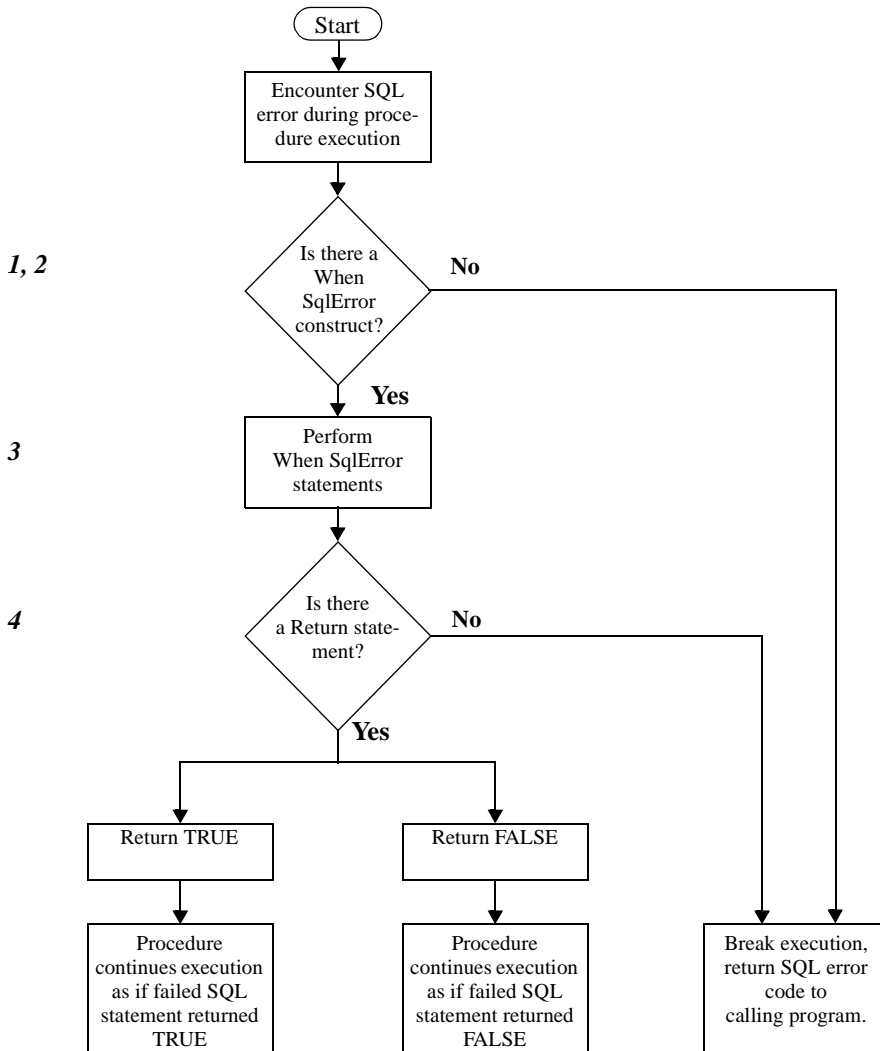 Start
Encounter SQL
error during proce-
dure execution
1, 2
Is there a
When
SqlError
construct?
No
Yes
3
Perform
When SqlError
statements
4
Is there
a Return state-
ment?
No
Yes
Return TRUE
Return FALSE
Procedure
continues execution
as if failed SQL
statement returned
TRUE
Procedure
continues execution
as if failed SQL
statement returned
FALSE
Break execution,
return SQL error
code to
calling program.